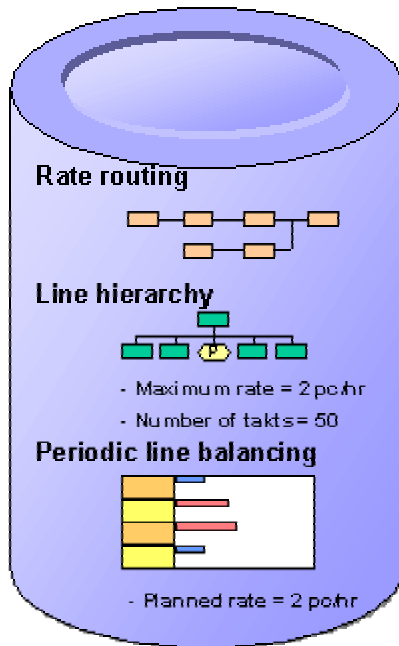 Rate routing
Line hierarchy
P
- Maximum rate = 2 pc/hr
- Number of takts = 50
Periodic line balancing
- Planned rate = 2 pc/hr